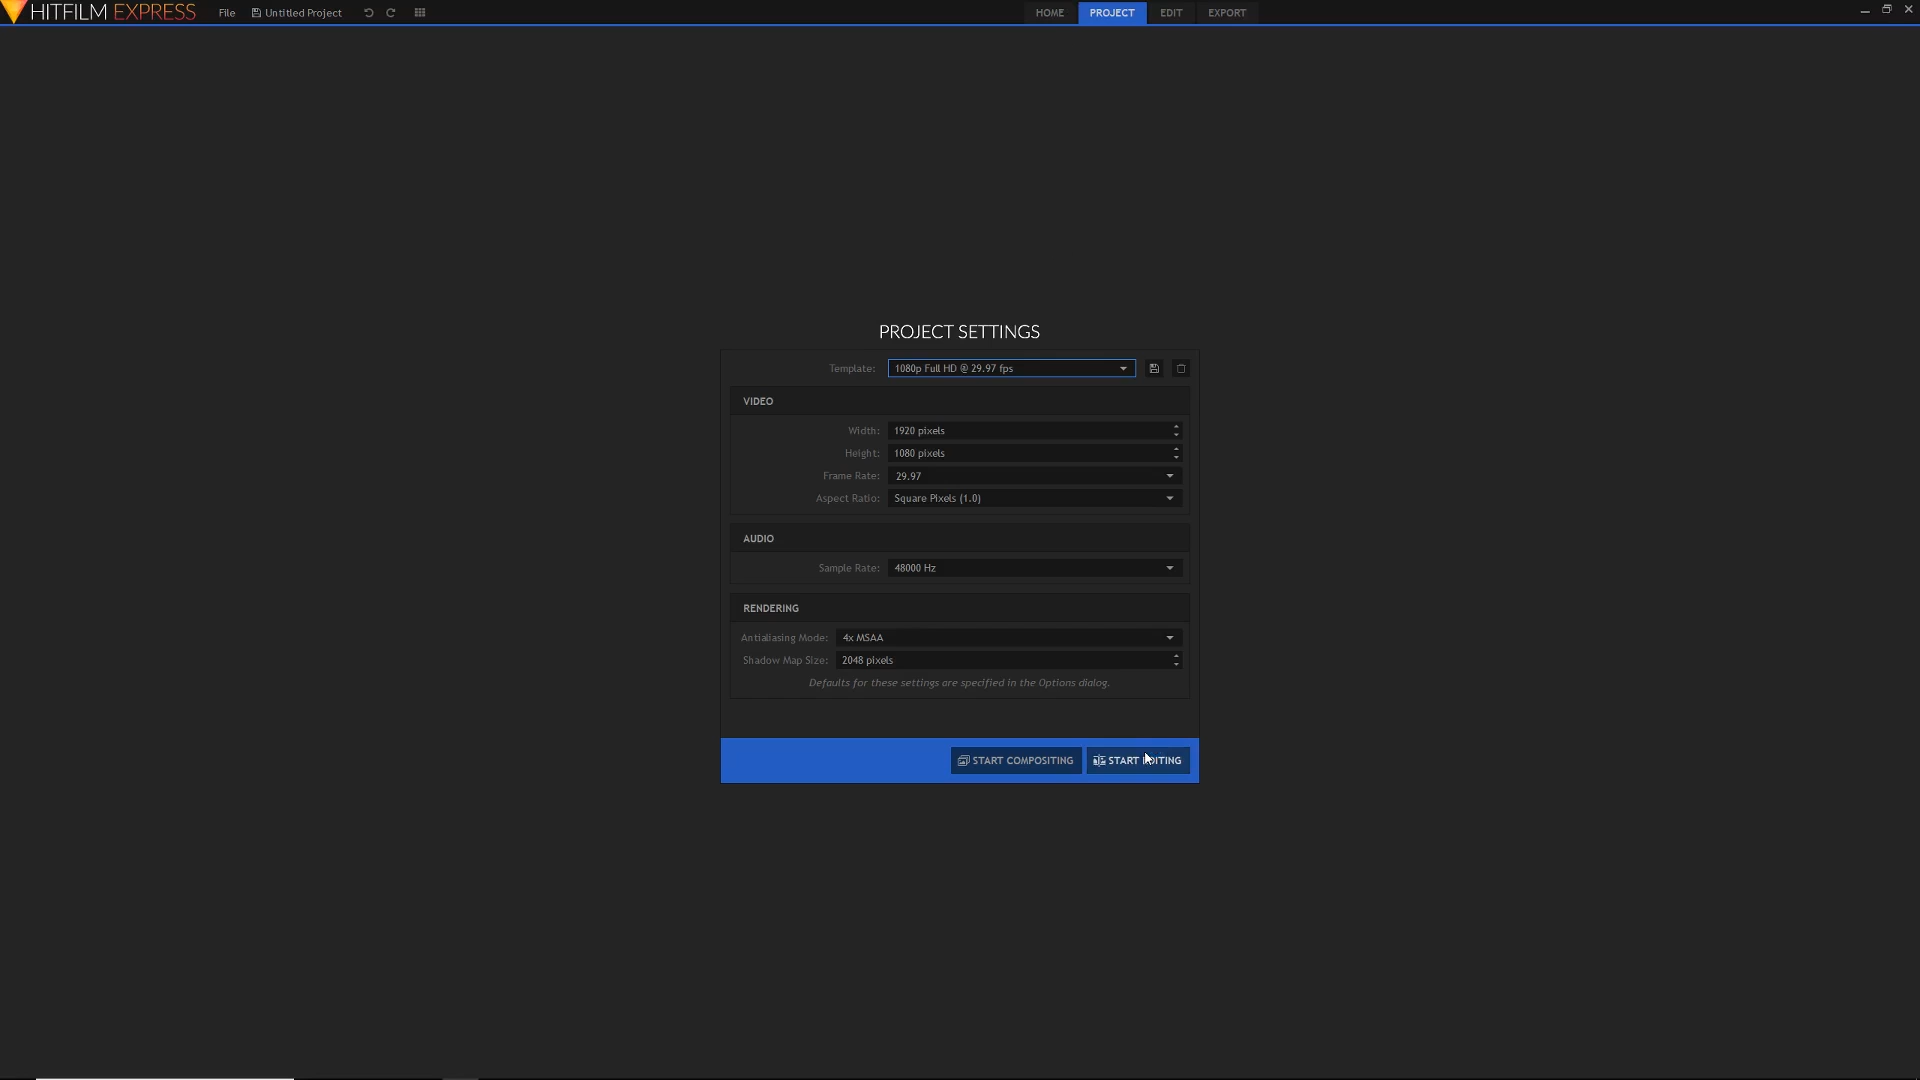 HITFILM EXPRESS File Untitled Project HOME PROJECT EDIT EXPORT
PROJECT SETTINGS
Template: 1080p Full HD @ 29.97 fps
VIDEO
Width: 1920 pixels
Height: 1080 pixels
Frame Rate: 29.97
Aspect Ratio: Square Pixels (1.0)
AUDIO
Sample Rate: 48000 Hz
RENDERING
Antialiasing Mode: 4x MSAA
Shadow Map Size: 2048 pixels
Defaults for these settings are specified in the Options dialog.
START COMPOSITING START EDITING